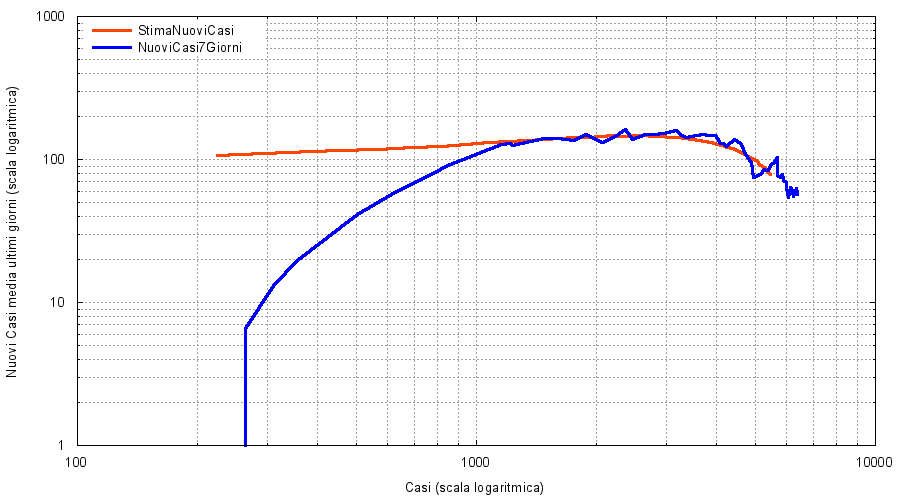 1000
StimaNuoviCasi
NuoviCasi7Giorni
100
10
1
100
1000
10000
Nuovi Casi media ultimi giorni (scala logaritmica)
Casi (scala logaritmica)